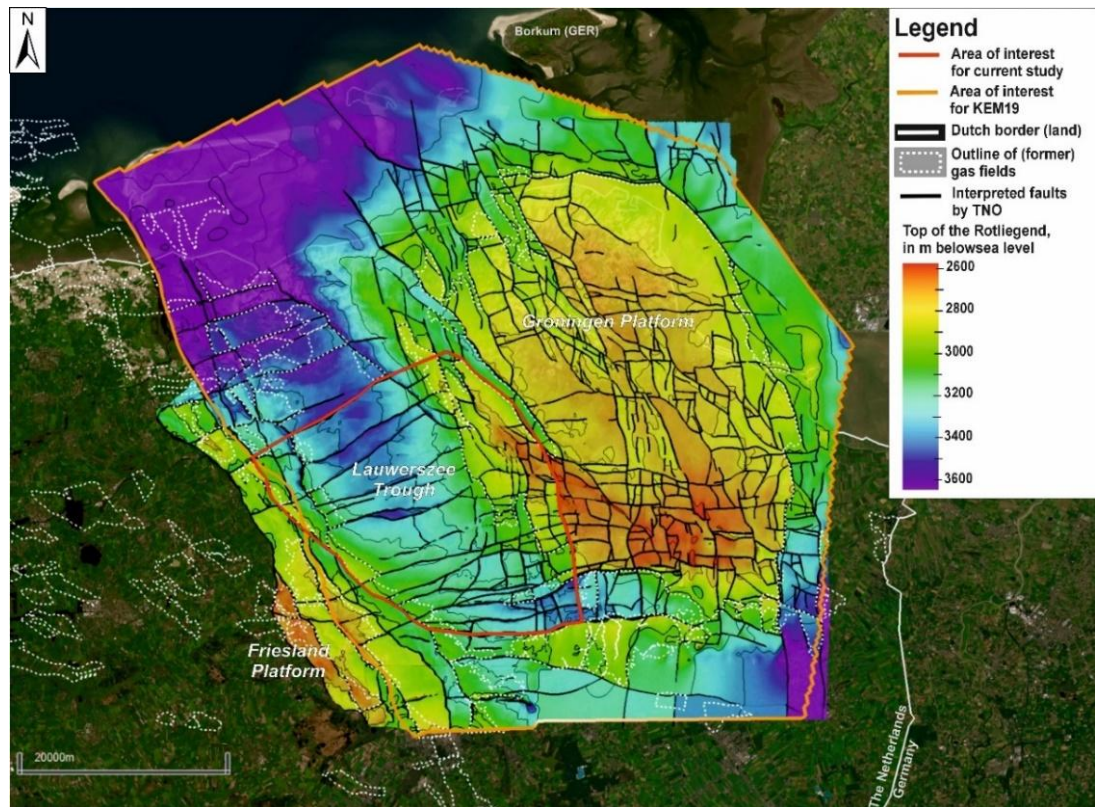 N
Borkum (GER)
Legend
Area of interest
for current study
Area of interest
for KEM19
Dutch border (land)
Outline of (former)
gas fields
Interpreted faults
by TNO
Top of the Rotliegend,
in m belowsea level
2600
2800
3000
3200
3400
3600
Groningen Platform
Lauwerszee
Trough
Friesland
Platform
20000m
The Netherlands
Germany